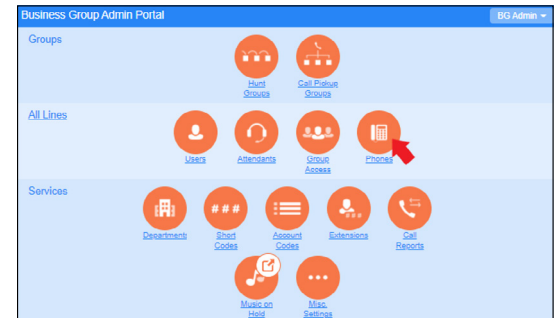 Business Group Admin Portal
BG Admin
Groups
Hunt
Groups
Call Pickup
Groups
All Lines
Users
Attendants
Group
Access
Phones
Services
###
Departments
Short
Codes
Account
Codes
Extensions
Call
Reports
Music on
Hold
Misc.
Settings